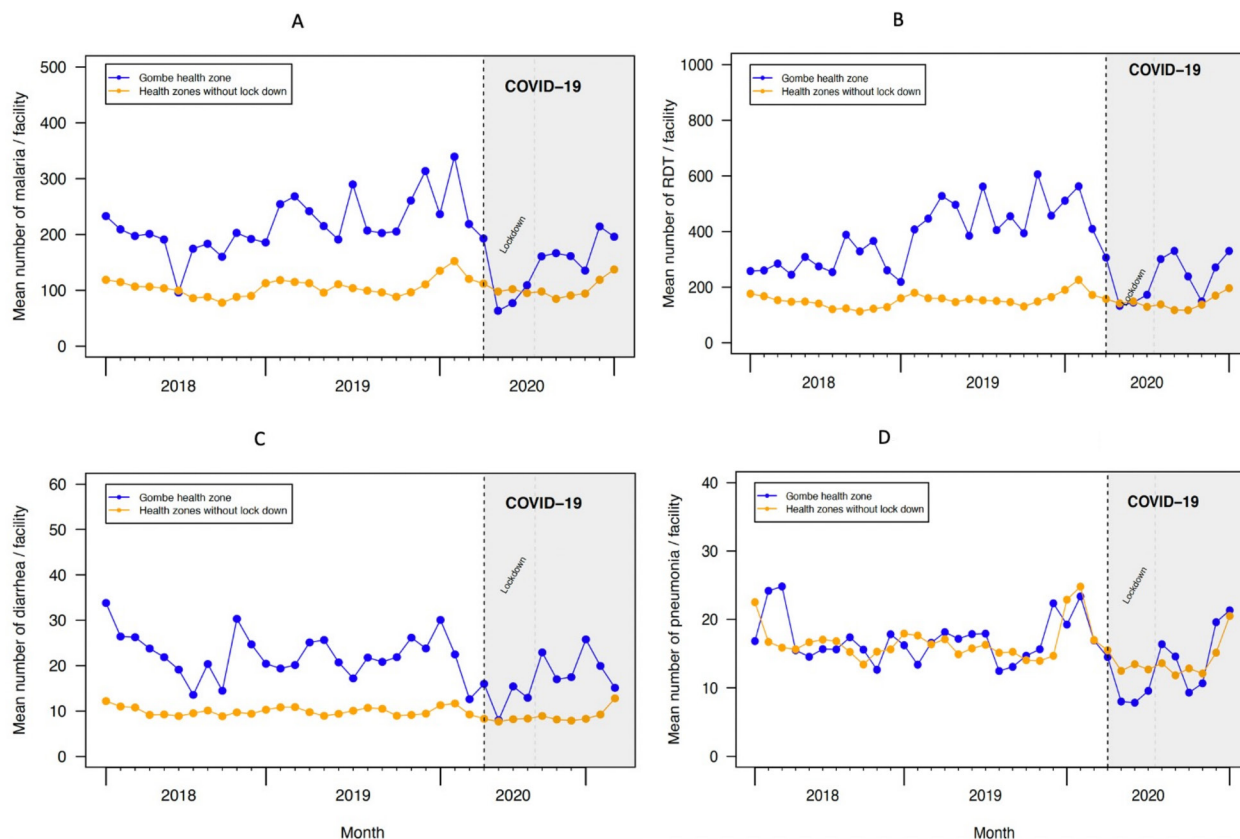 A
Mean number of malaria / facility
500
400
300
200
100
0
Gombe health zone
Health zones without lock down
COVID−19
Lockdown
2018
2019
2020
B
Mean number of RDT / facility
1000
800
600
400
200
0
Gombe health zone
Health zones without lock down
COVID−19
Lockdown
2018
2019
2020
C
Mean number of diarrhea / facility
60
50
40
30
20
10
0
Gombe health zone
Health zones without lock down
COVID−19
Lockdown
2018
2019
2020
Month
D
Mean number of pneumonia / facility
40
30
20
10
0
Gombe health zone
Health zones without lock down
COVID−19
Lockdown
2018
2019
2020
Month